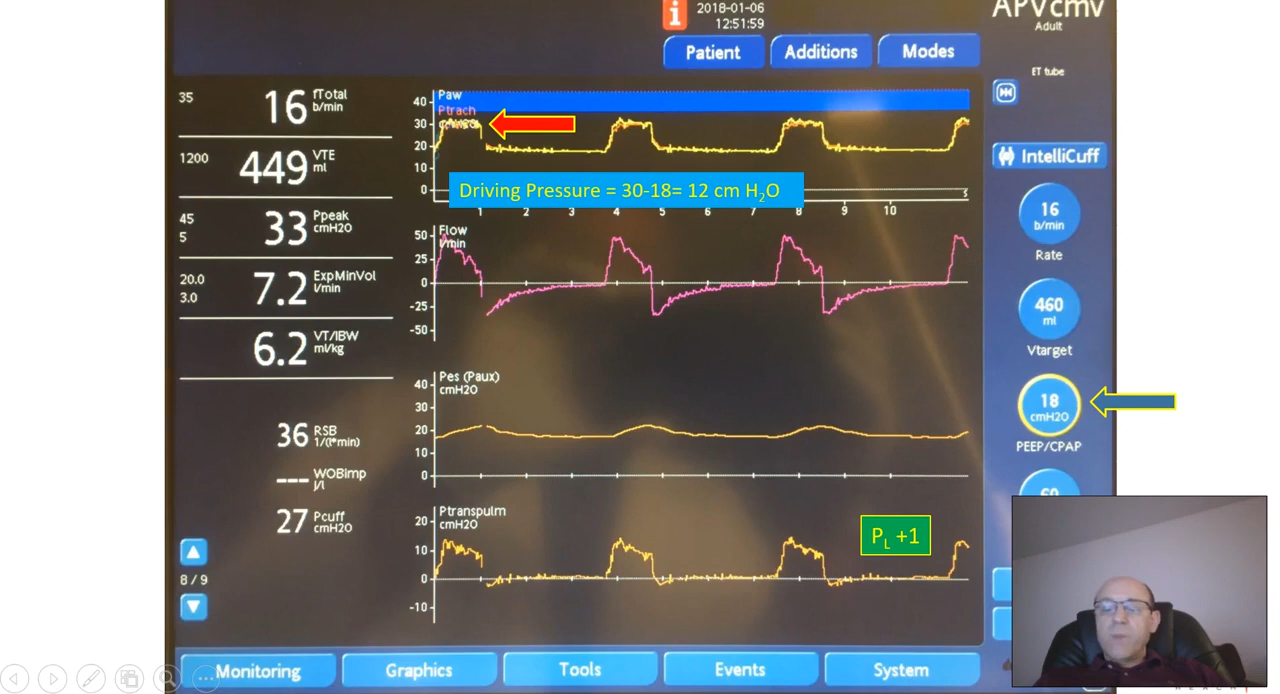 2018-01-06
12:51:59
APVcmv
Adult
Patient
Additions
Modes
ET tube
35
16
fTotal
b/min
1200
449
VTE
ml
45
5
33
Ppeak
cmH2O
20.0
3.0
7.2
ExpMinVol
l/min
6.2
VT/IBW
ml/kg
36
RSB
1/(l*min)
---
WOBimp
J/l
27
Pcuff
cmH2O
8/9
Paw
Ptrach
40
30
20
10
0
Driving Pressure = 30-18= 12 cm H2O
1
2
3
4
5
6
7
8
9
10
Flow
l/min
50
25
0
-25
-50
Pes (Paux)
cmH2O
40
30
20
10
0
Ptranspulm
cmH2O
20
10
0
-10
PL +1
IntelliCuff
16
b/min
Rate
460
ml
Vtarget
18
cmH2O
PEEP/CPAP
Monitoring
Graphics
Tools
Events
System